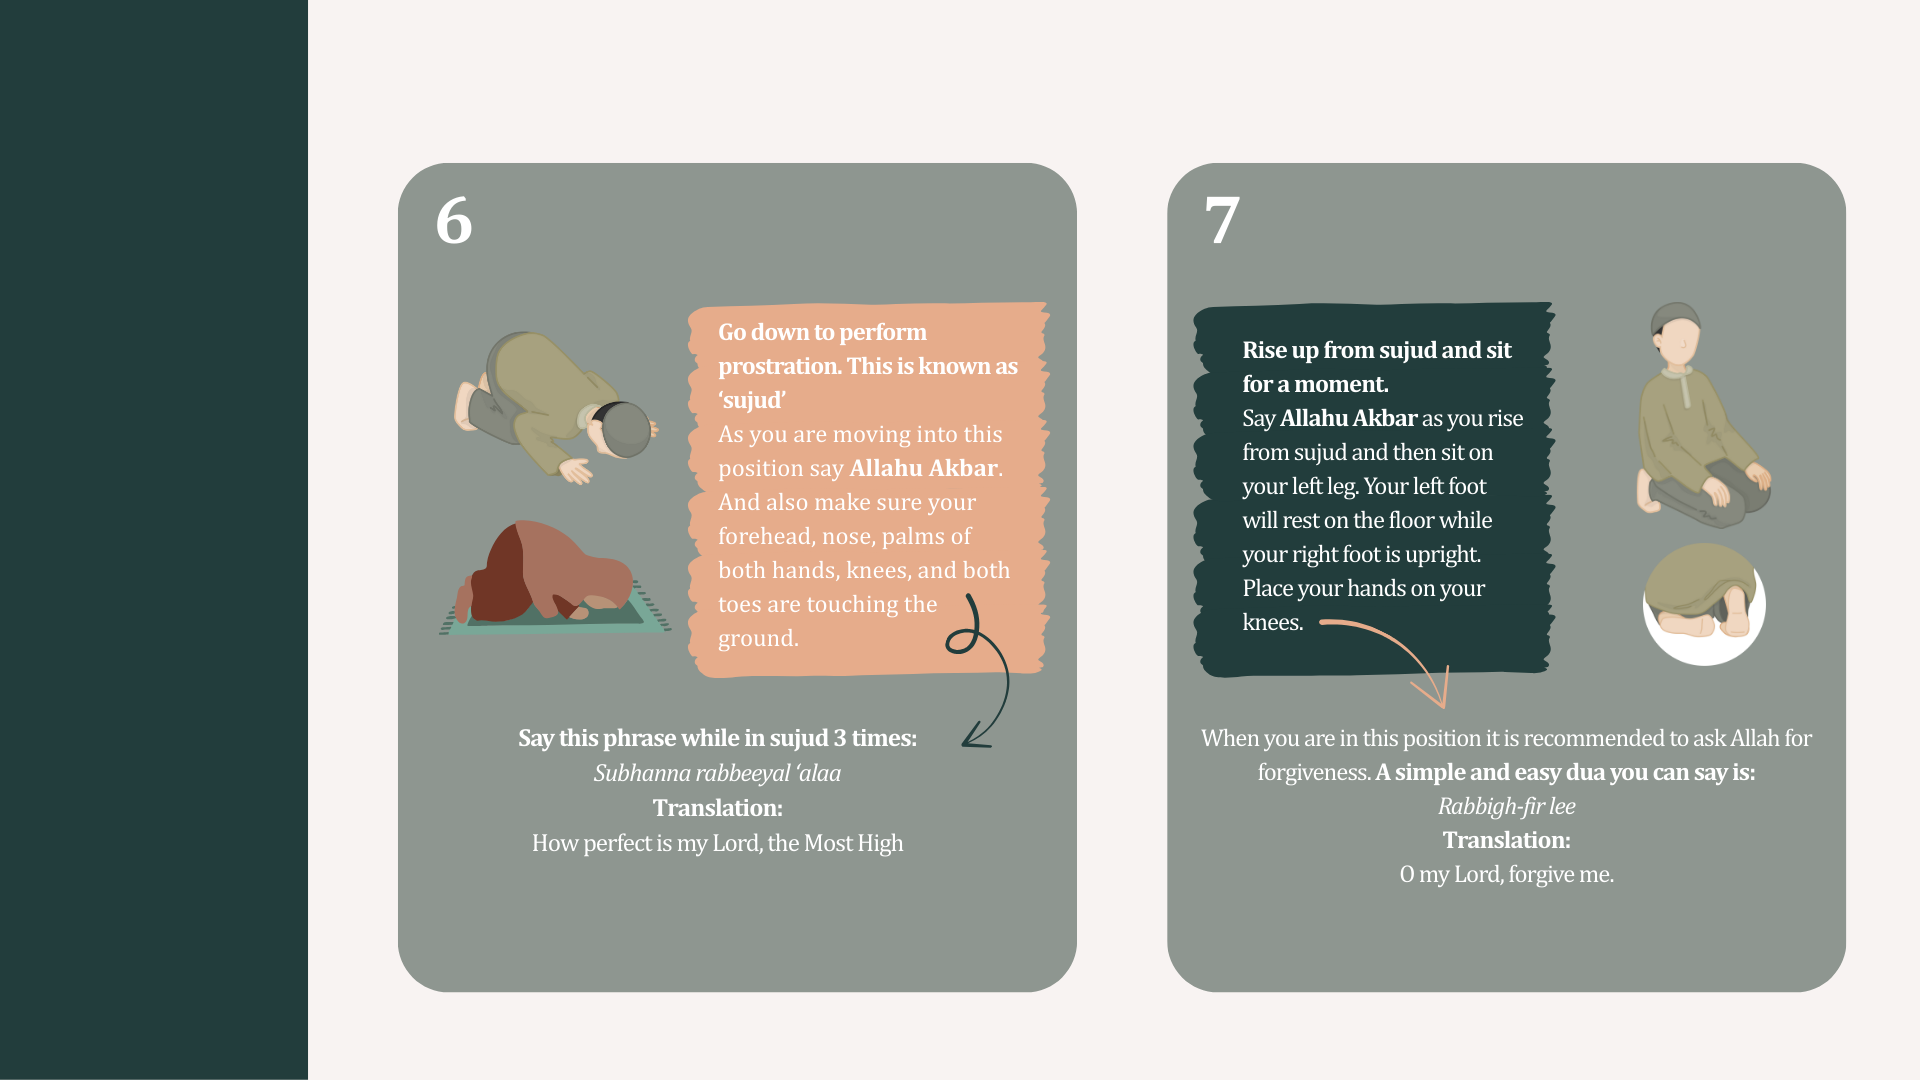 6
Go down to perform
prostration. This is known as
‘sujud’
As you are moving into this
position say Allahu Akbar.
And also make sure your
forehead, nose, palms of
both hands, knees, and both
toes are touching the
ground.
Say this phrase while in sujud 3 times:
Subhanna rabbeeyal ‘alaa
Translation:
How perfect is my Lord, the Most High
7
Rise up from sujud and sit
for a moment.
Say Allahu Akbar as you rise
from sujud and then sit on
your left leg. Your left foot
will rest on the floor while
your right foot is upright.
Place your hands on your
knees.
When you are in this position it is recommended to ask Allah for
forgiveness. A simple and easy dua you can say is:
Rabbigh-fir lee
Translation:
O my Lord, forgive me.